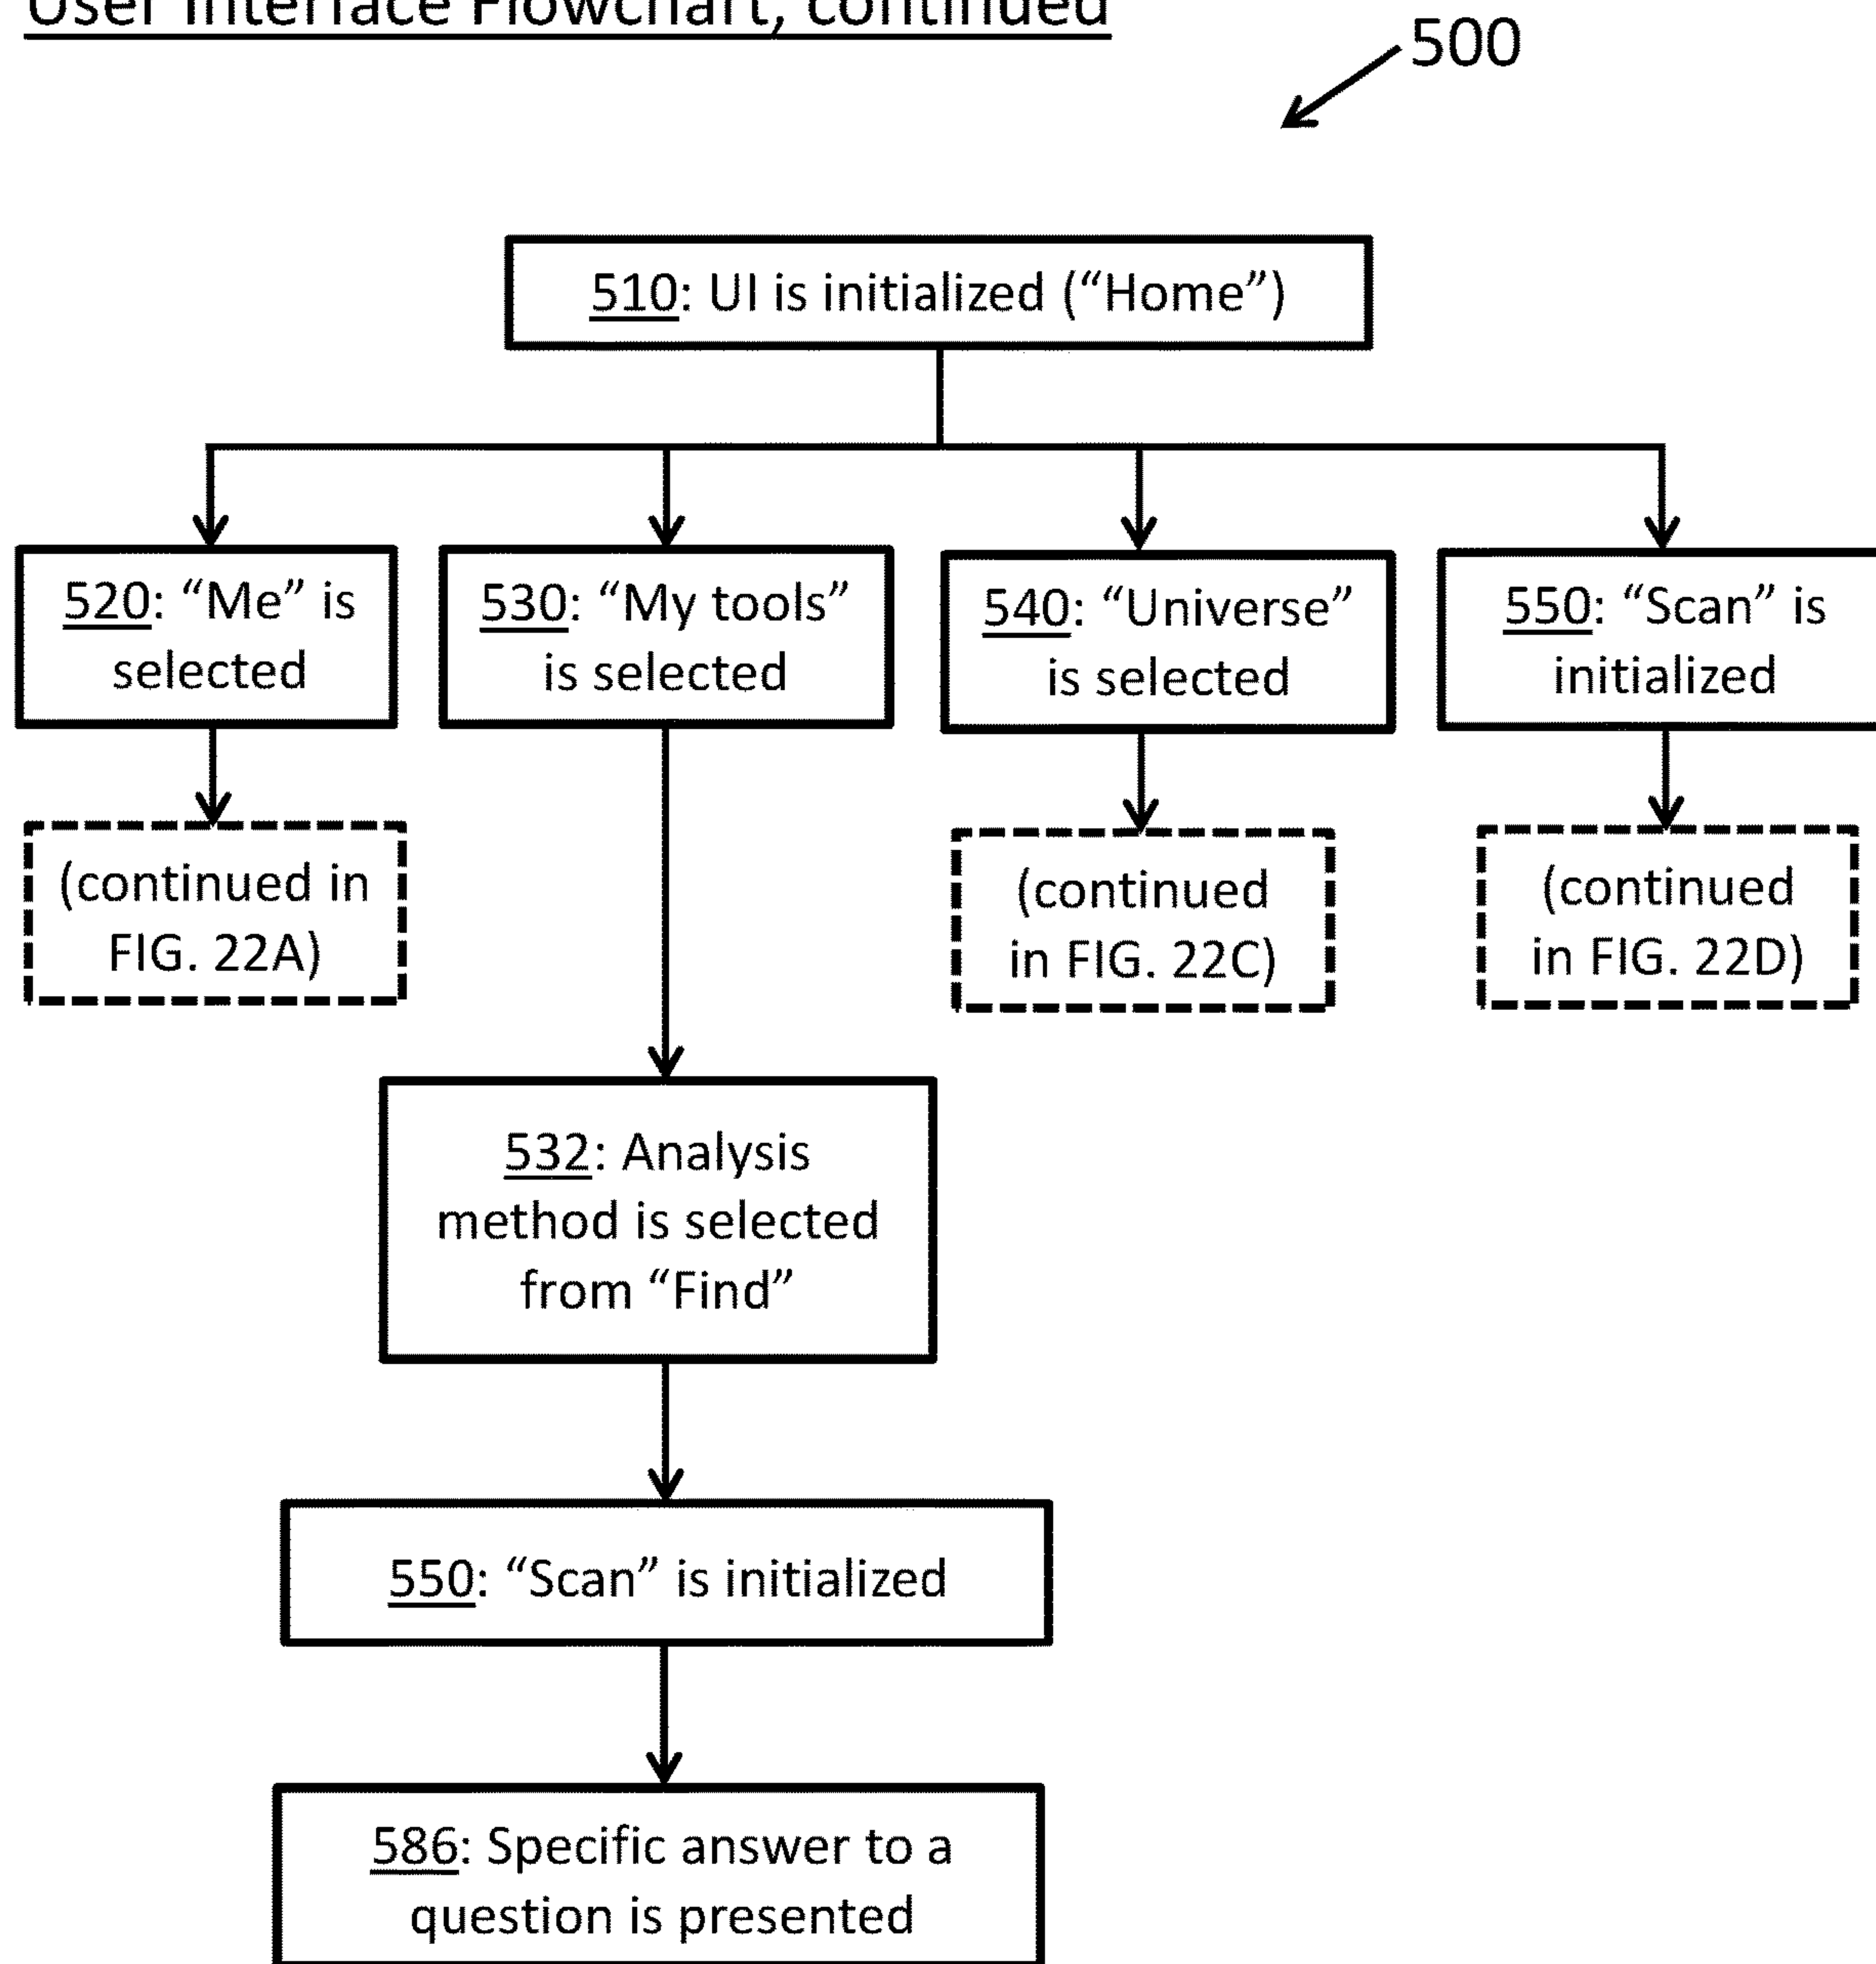 User Interface Flowchart, continued
500
510: UI is initialized (“Home”)
520: “Me” is
selected
530: “My tools”
is selected
540: “Universe”
is selected
550: “Scan” is
initialized
(continued in
FIG. 22A)
(continued
in FIG. 22C)
(continued
in FIG. 22D)
532: Analysis
method is selected
from “Find”
550: “Scan” is initialized
586: Specific answer to a
question is presented